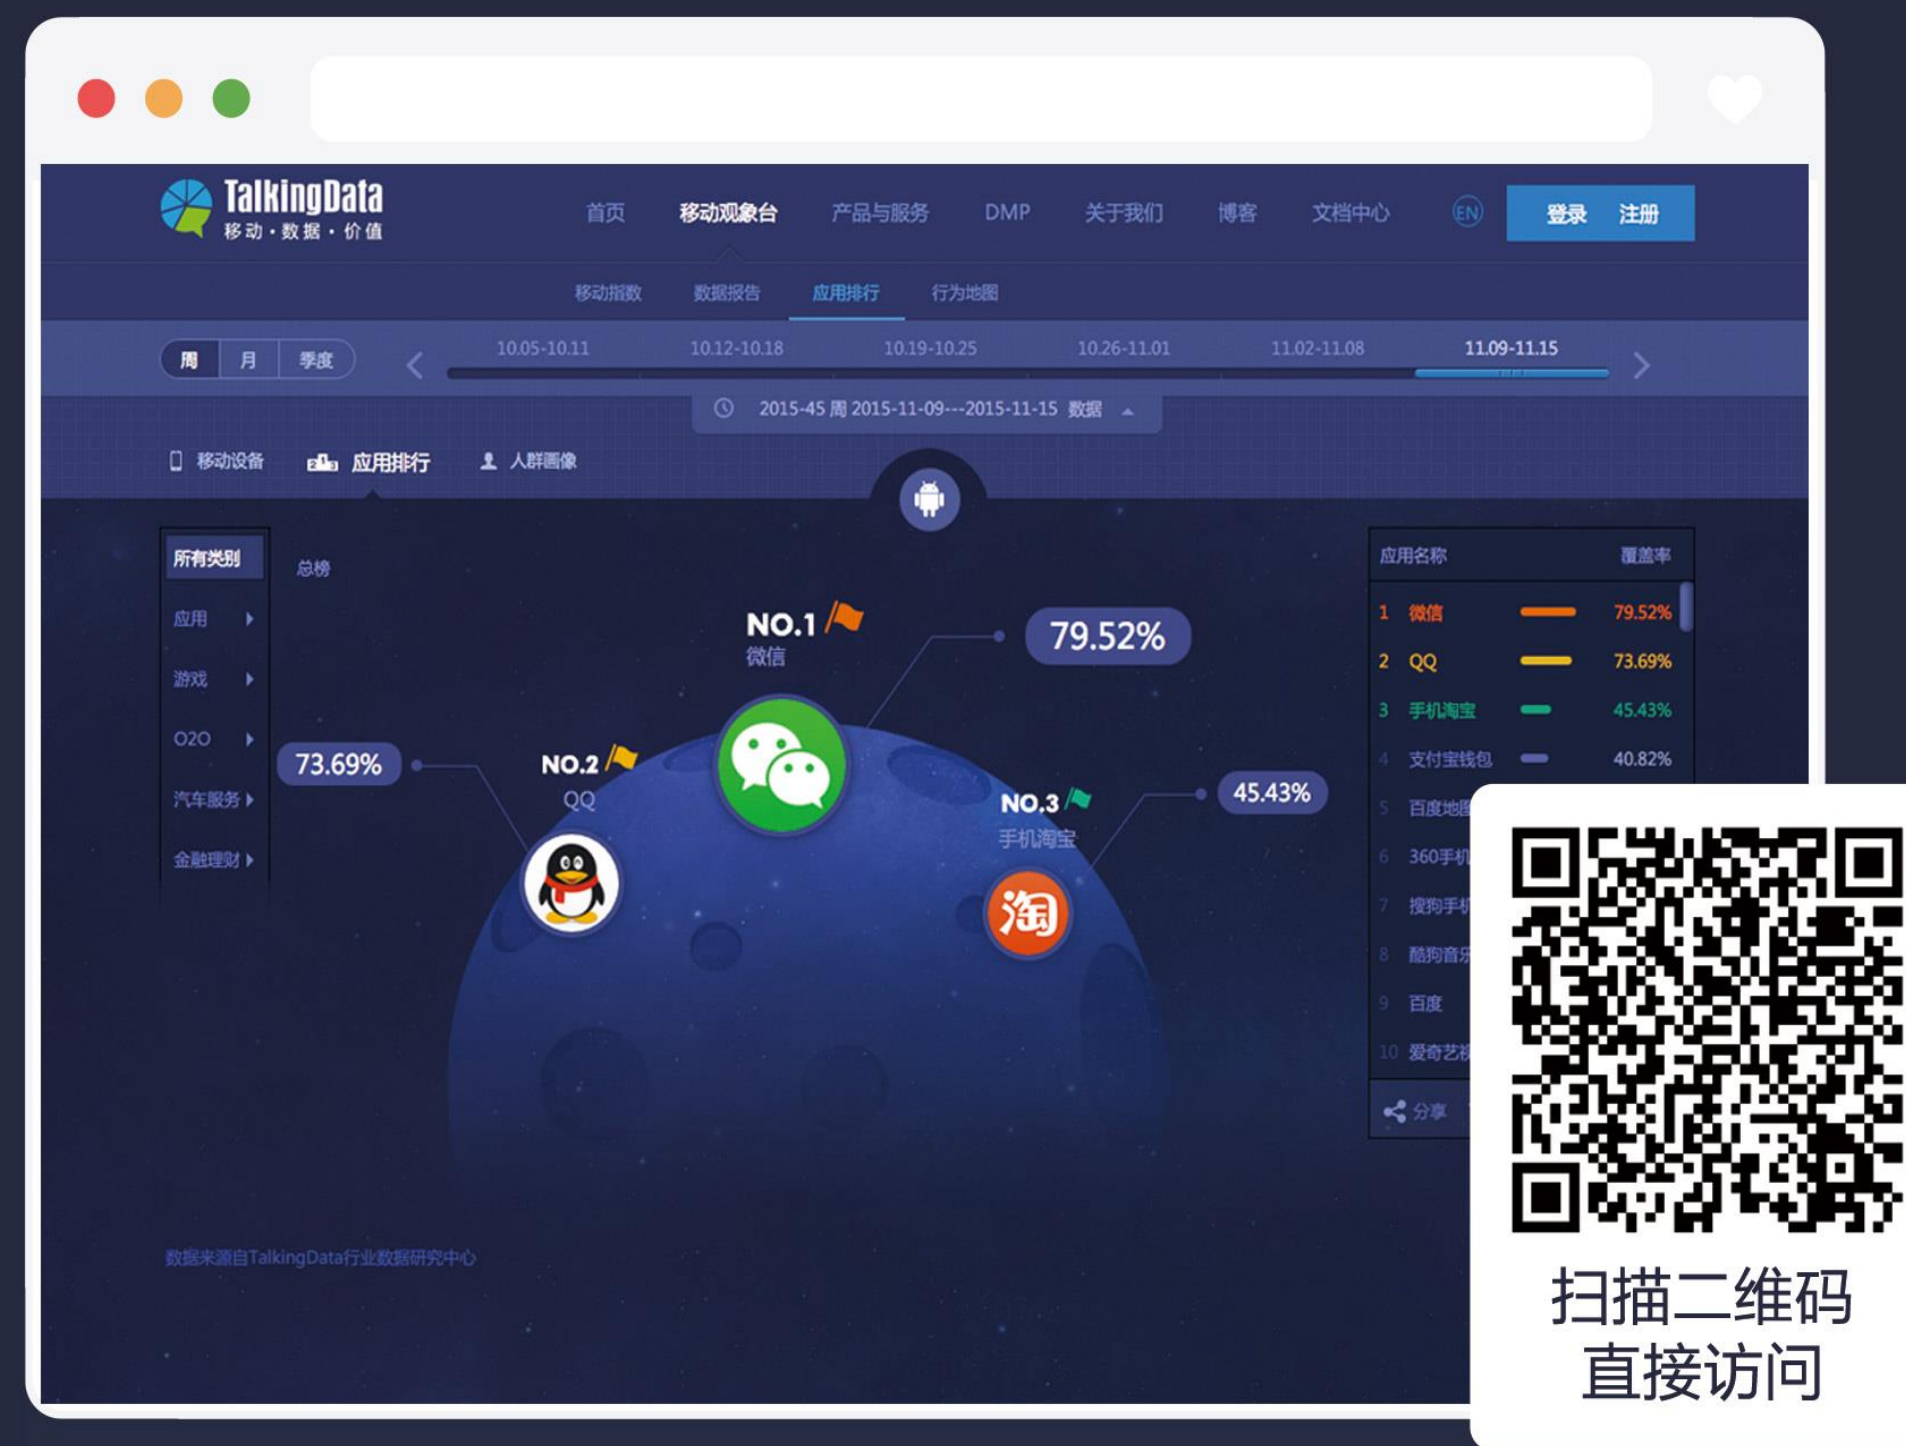 TalkingData
移动·数据·价值
首页 移动观象台 产品与服务 DMP 关于我们 博客 文档中心 EN 登录 注册
移动指数 数据报告 应用排行 行为地图
周 月 季度 10.05-10.11 10.12-10.18 10.19-10.25 10.26-11.01 11.02-11.08 11.09-11.15
2015-45 周 2015-11-09---2015-11-15 数据
移动设备 应用排行 人群画像
所有类别
应用
游戏
O2O
汽车服务
金融理财
总榜
NO.1
微信
79.52%
NO.2
QQ
73.69%
NO.3
手机淘宝
45.43%
淘
应用名称 覆盖率
1 微信 79.52%
2 QQ 73.69%
3 手机淘宝 45.43%
4 支付宝钱包 40.82%
5 百度地图
6 360手机
7 搜狗手机
8 酷狗音乐
9 百度
10 爱奇艺视
分享
数据来源自TalkingData行业数据研究中心
扫描二维码
直接访问